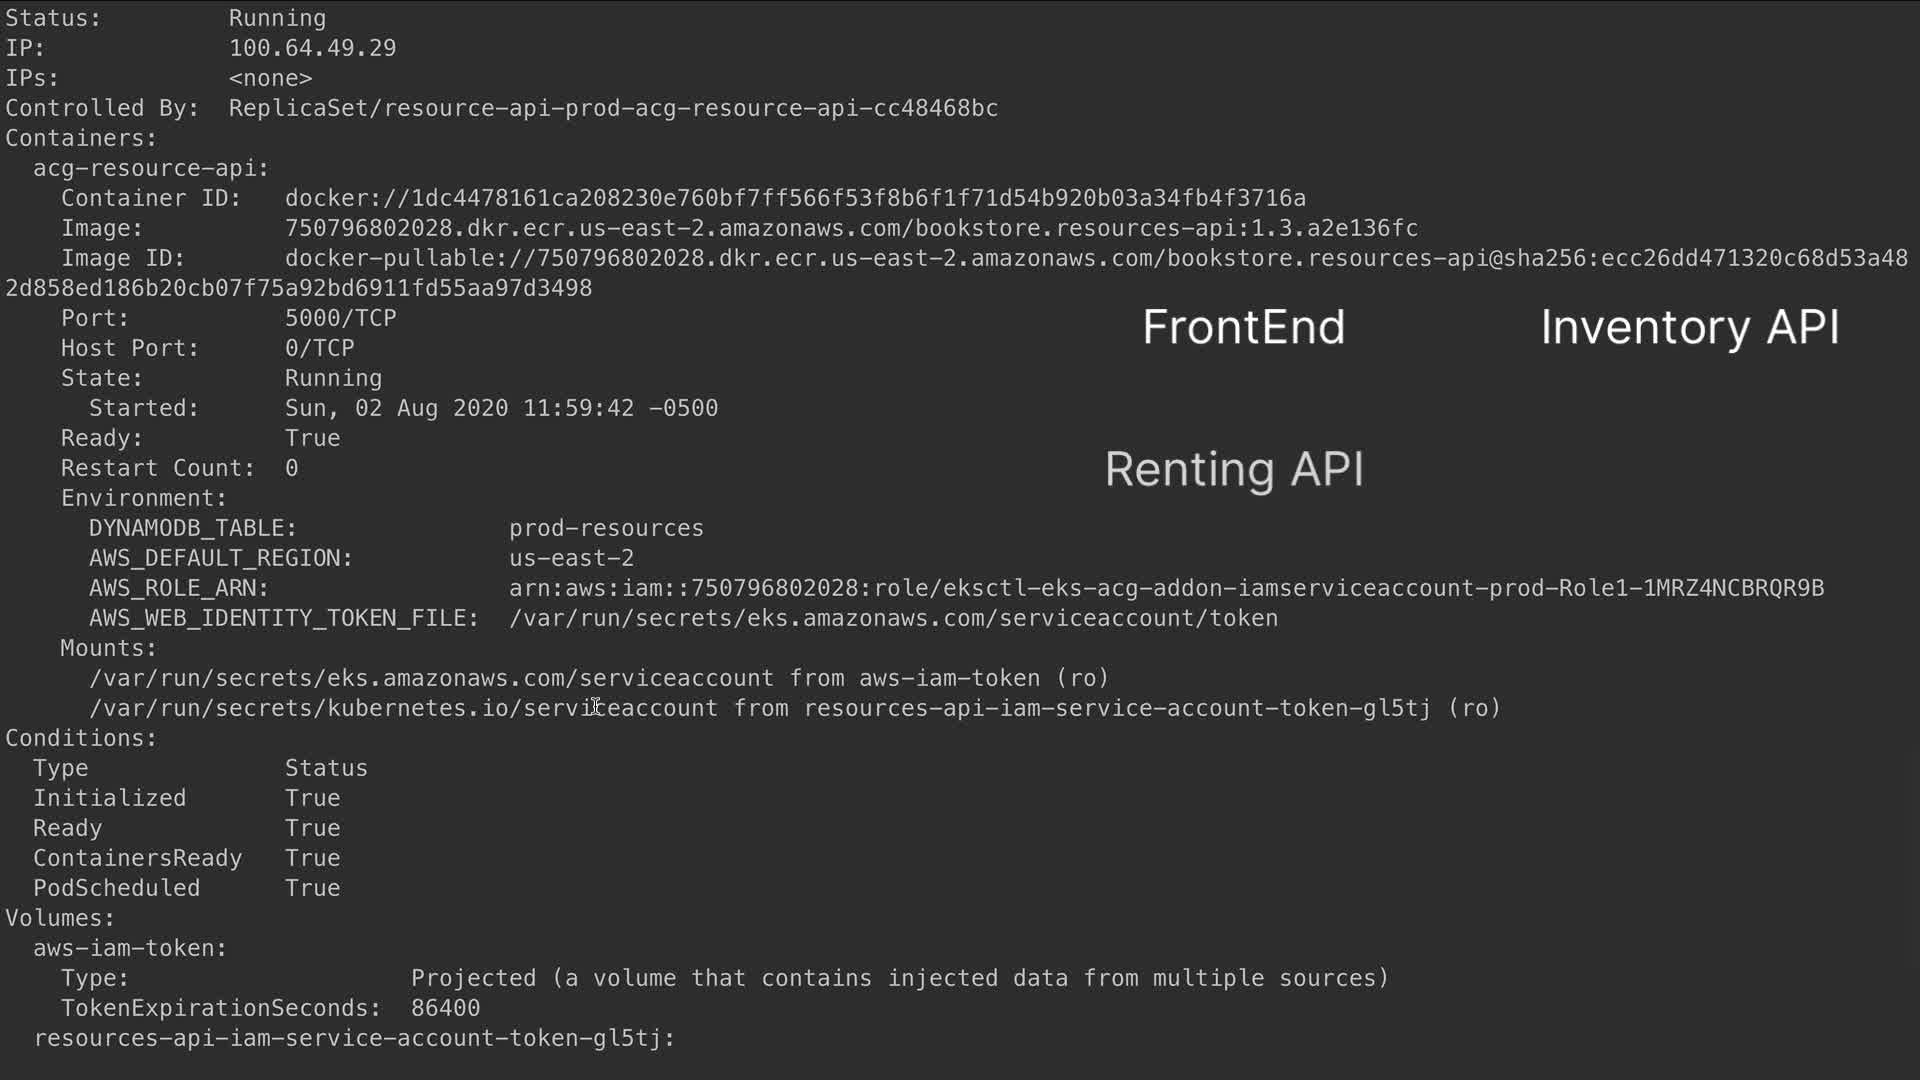 Status: Running
IP: 100.64.49.29
IPs: <none>
Controlled By: ReplicaSet/resource-api-prod-acg-resource-api-cc48468bc
Containers:
acg-resource-api:
Container ID: docker://1dc4478161ca208230e760bf7ff566f53f8b6f1f71d54b920b03a34fb4f3716a
Image: 750796802028.dkr.ecr.us-east-2.amazonaws.com/bookstore.resources-api:1.3.a2e136fc
Image ID: docker-pullable://750796802028.dkr.ecr.us-east-2.amazonaws.com/bookstore.resources-api@sha256:ecc26dd471320c68d53a48
2d858ed186b20cb07f75a92bd6911fd55aa97d3498
Port: 5000/TCP
FrontEnd
Inventory API
Host Port: 0/TCP
State: Running
Started: Sun, 02 Aug 2020 11:59:42 -0500
Ready: True
Restart Count: 0
Renting API
Environment:
DYNAMODB_TABLE: prod-resources
AWS_DEFAULT_REGION: us-east-2
AWS_ROLE_ARN: arn:aws:iam::750796802028:role/eksctl-eks-acg-addon-iamserviceaccount-prod-Role1-1MRZ4NCBRQR9B
AWS_WEB_IDENTITY_TOKEN_FILE: /var/run/secrets/eks.amazonaws.com/serviceaccount/token
Mounts:
/var/run/secrets/eks.amazonaws.com/serviceaccount from aws-iam-token (ro)
/var/run/secrets/kubernetes.io/serviceaccount from resources-api-iam-service-account-token-gl5tj (ro)
Conditions:
Type Status
Initialized True
Ready True
ContainersReady True
PodScheduled True
Volumes:
aws-iam-token:
Type: Projected (a volume that contains injected data from multiple sources)
TokenExpirationSeconds: 86400
resources-api-iam-service-account-token-gl5tj: